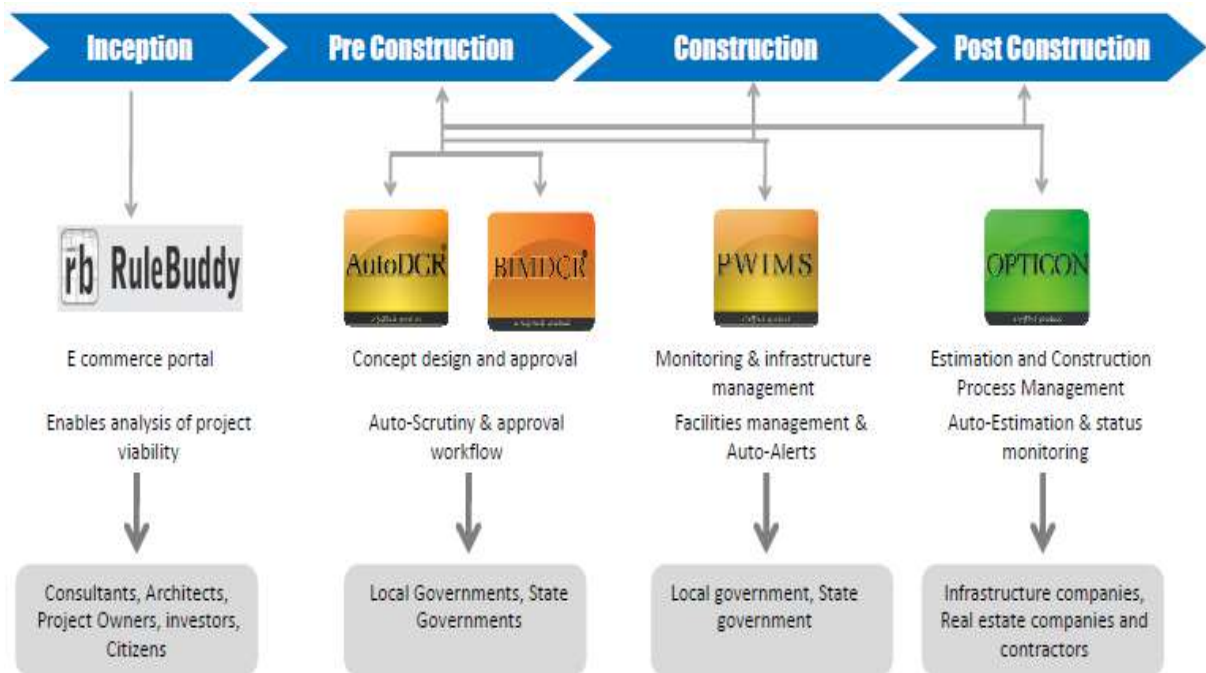 Inception
Pre Construction
Construction
Post Construction
rb RuleBuddy
AutoDCR
BIMDCR
PWIMS
OPTICON
E commerce portal
Enables analysis of project
viability
Concept design and approval
Auto-Scrutiny & approval
workflow
Monitoring & infrastructure
management
Facilities management &
Auto-Alerts
Estimation and Construction
Process Management
Auto-Estimation & status
monitoring
Consultants, Architects,
Project Owners, investors,
Citizens
Local Governments, State
Governments
Local government, State
government
Infrastructure companies,
Real estate companies and
contractors